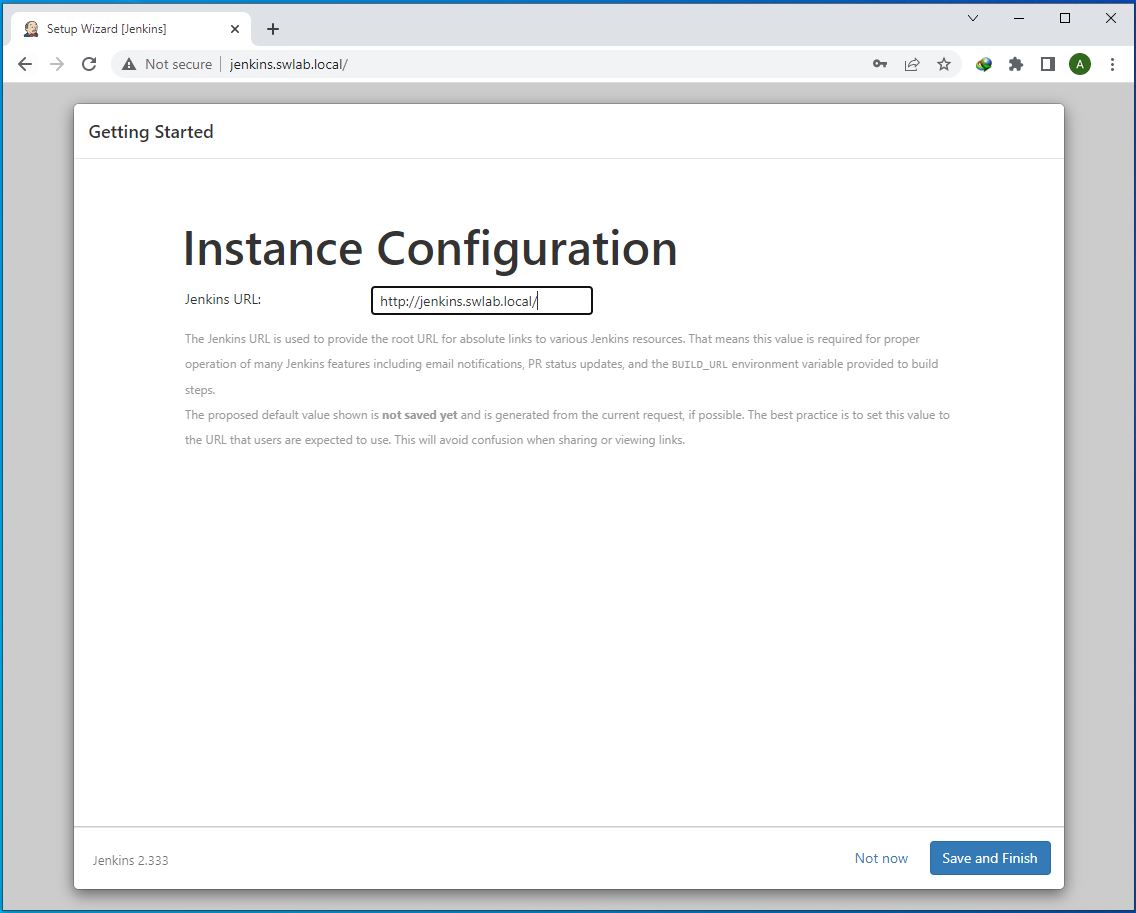 Setup Wizard [Jenkins]
Not secure
jenkins.swlab.local/
A
Getting Started
Instance Configuration
Jenkins URL:
http://jenkins.swlab.local/
The Jenkins URL is used to provide the root URL for absolute links to various Jenkins resources. That means this value is required for proper
operation of many Jenkins features including email notifications, PR status updates, and the BUILD_URL environment variable provided to build
steps.
The proposed default value shown is not saved yet and is generated from the current request, if possible. The best practice is to set this value to
the URL that users are expected to use. This will avoid confusion when sharing or viewing links.
Jenkins 2.333
Not now
Save and Finish